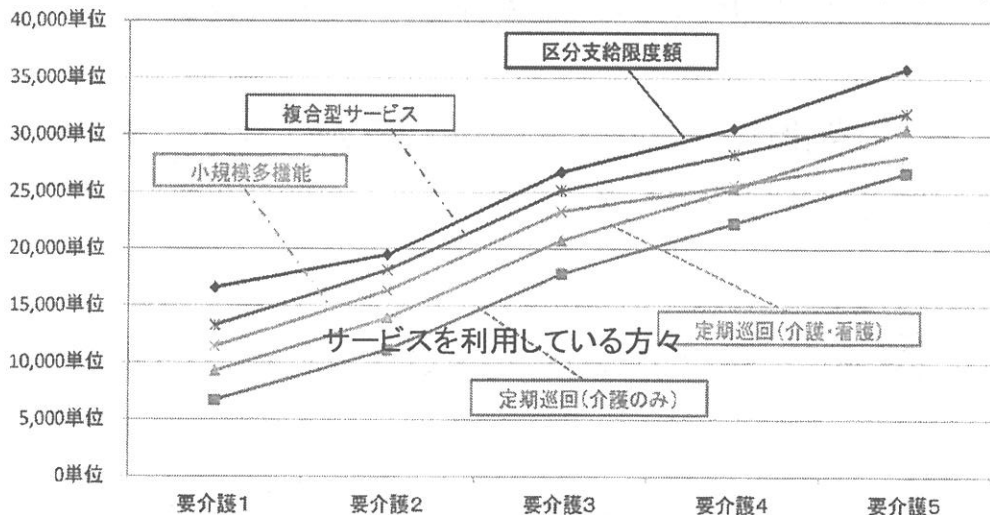 40,000単位
35,000単位
30,000単位
25,000単位
20,000単位
15,000単位
10,000単位
5,000単位
0単位
区分支給限度額
複合型サービス
小規模多機能
サービスを利用している方々
定期巡回(介護・看護)
定期巡回(介護のみ)
要介護1
要介護2
要介護3
要介護4
要介護5